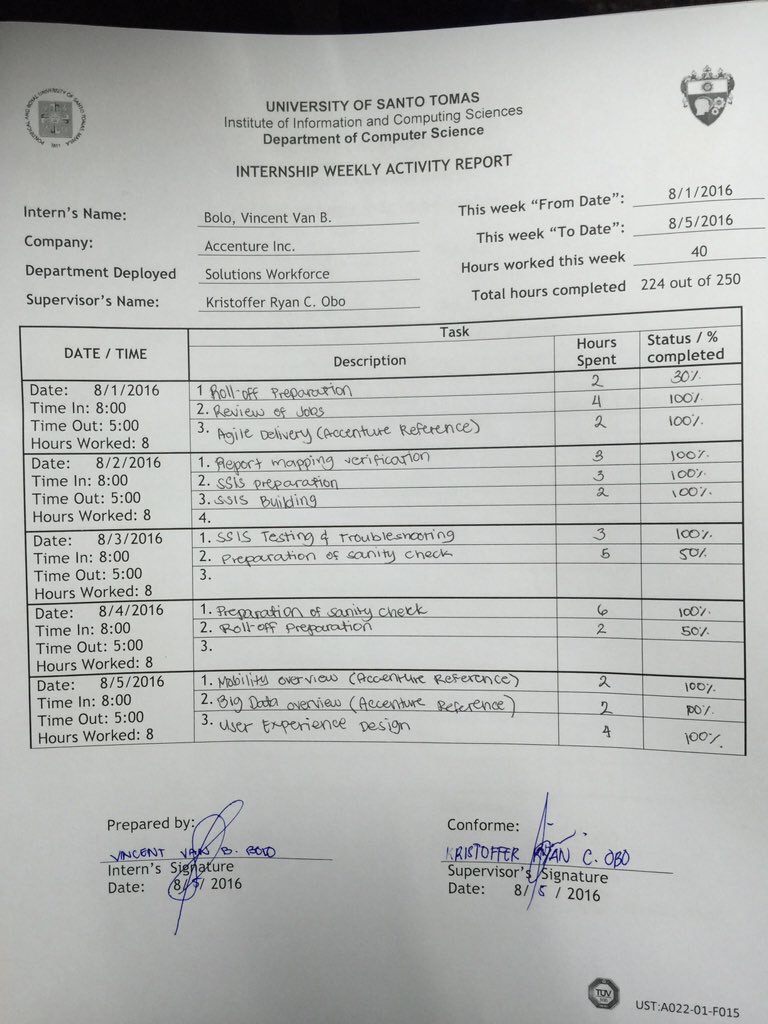 UNIVERSITY OF SANTO TOMAS
Institute of Information and Computing Sciences
Department of Computer Science
INTERNSHIP WEEKLY ACTIVITY REPORT
Intern's Name: Bolo, Vincent Van B.
This week "From Date": 8/1/2016
Company: Accenture Inc.
This week "To Date": 8/5/2016
Department Deployed Solutions Workforce
Hours worked this week 40
Supervisor's Name: Kristoffer Ryan C. Obo
Total hours completed 224 out of 250
DATE / TIME
Task
Description
Hours Spent
Status / % completed
Date: 8/1/2016
Time In: 8:00
Time Out: 5:00
Hours Worked: 8
1 Roll-off Preparation 2 30%
2. Review of Jobs 4 100%
3. Agile Delivery (Accenture Reference) 2 100%
Date: 8/2/2016
Time In: 8:00
Time Out: 5:00
Hours Worked: 8
1. Report mapping verification 3 100%
2. SSIS preparation 3 100%
3. SSIS Building 2 100%
4.
Date: 8/3/2016
Time In: 8:00
Time Out: 5:00
Hours Worked: 8
1. SSIS Testing & Troubleshooting 3 100%
2. Preparation of sanity check 5 50%
3.
Date: 8/4/2016
Time In: 8:00
Time Out: 5:00
Hours Worked: 8
1. Preparation of sanity check 6 100%
2. Roll-off Preparation 2 50%
3.
Date: 8/5/2016
Time In: 8:00
Time Out: 5:00
Hours Worked: 8
1. Mobility overview (Accenture Reference) 2 100%
2. Big Data overview (Accenture Reference) 2 100%
3. User Experience Design 4 100%
Prepared by:
VINCENT VAN B. BOLO
Intern's Signature
Date: 8/5/ 2016
Conforme:
KRISTOFFER RYAN C. OBO
Supervisor's Signature
Date: 8/5 / 2016
TUV
UST:A022-01-F015